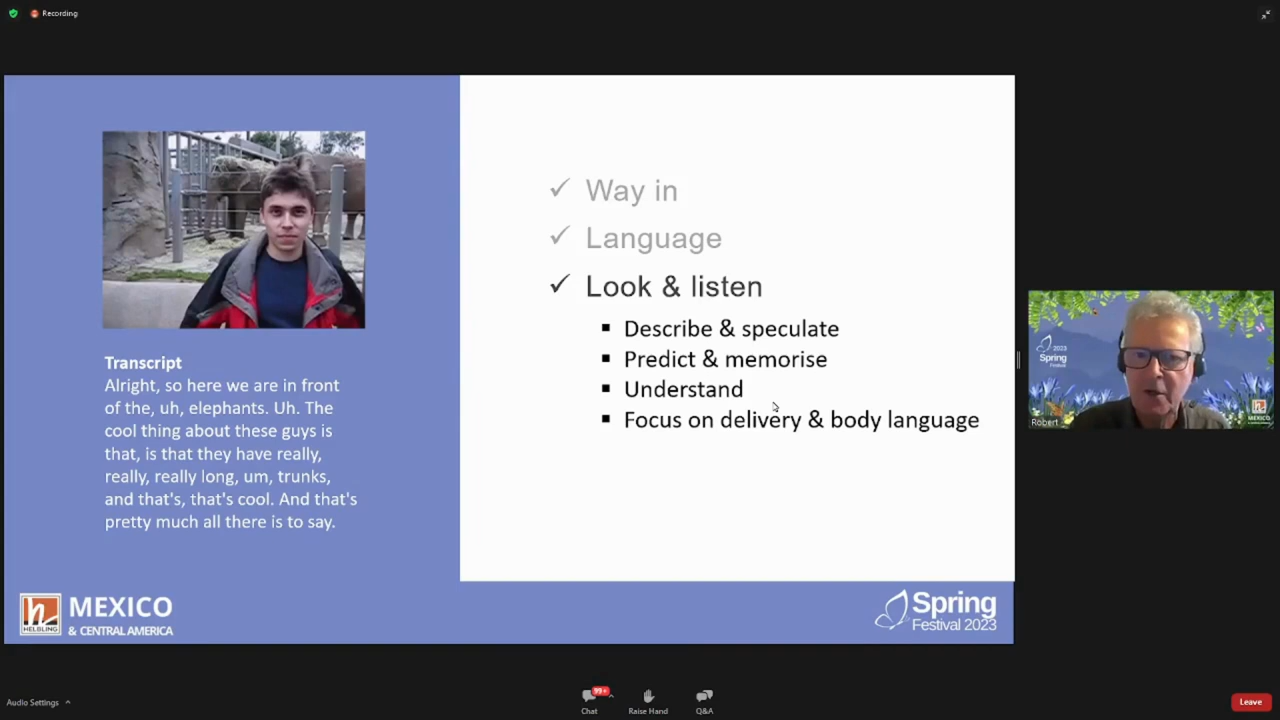 Recording
Way in
Language
Look & listen
Describe & speculate
Predict & memorise
Understand
Focus on delivery & body language
Transcript
Alright, so here we are in front
of the, uh, elephants. Uh. The
cool thing about these guys is
that, is that they have really,
really, really long, um, trunks,
and that's, that's cool. And that's
pretty much all there is to say.
h
HELBLING
MEXICO
& CENTRAL AMERICA
Spring
Festival 2023
2023
Spring
Festival
MEXICO
Robert
Audio Settings
99+
Chat
Raise Hand
Q&A
Leave